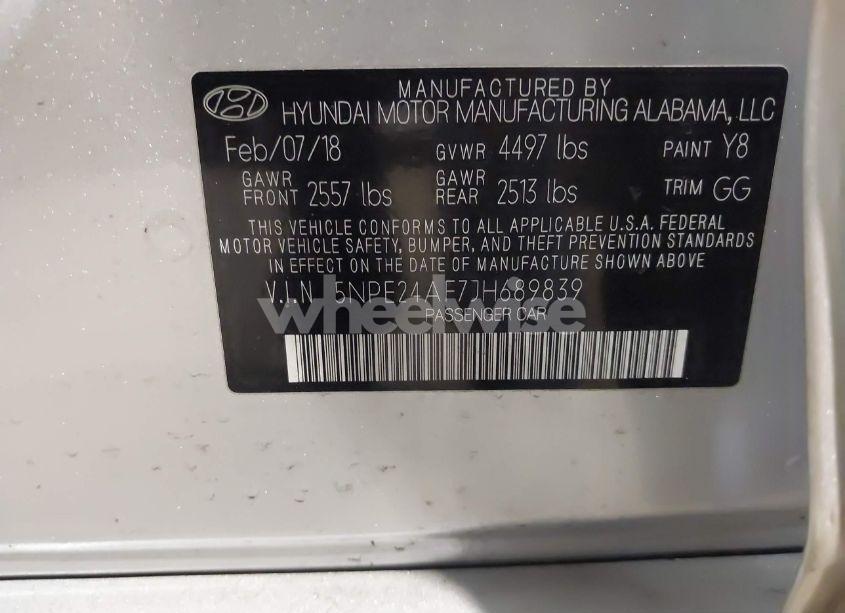 MANUFACTURED BY
HYUNDAI MOTOR MANUFACTURING ALABAMA, LLC
Feb/07/18 GVWR 4497 lbs PAINT Y8
GAWR FRONT 2557 lbs GAWR REAR 2513 lbs TRIM GG
THIS VEHICLE CONFORMS TO ALL APPLICABLE U.S.A. FEDERAL
MOTOR VEHICLE SAFETY, BUMPER, AND THEFT PREVENTION STANDARDS
IN EFFECT ON THE DATE OF MANUFACTURE SHOWN ABOVE
V.I.N 5NPE24AF7JH689839
wheelwise
PASSENGER CAR